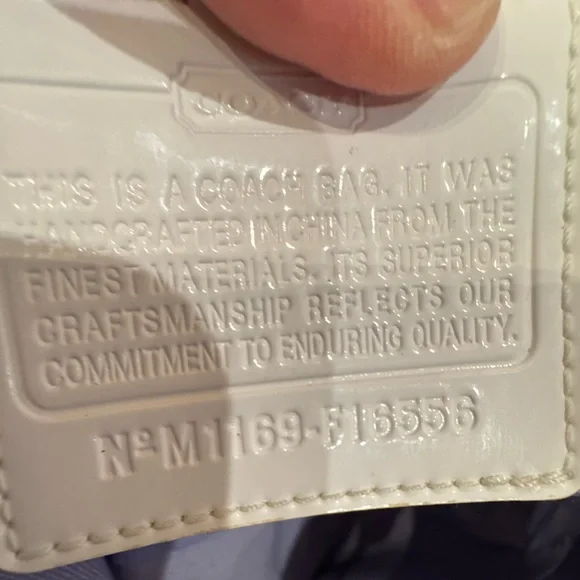 COACH
THIS IS A COACH BAG. IT WAS
HANDCRAFTED IN CHINA FROM THE
FINEST MATERIALS. ITS SUPERIOR
CRAFTSMANSHIP REFLECTS OUR
COMMITMENT TO ENDURING QUALITY.
Nº M1169-F16556